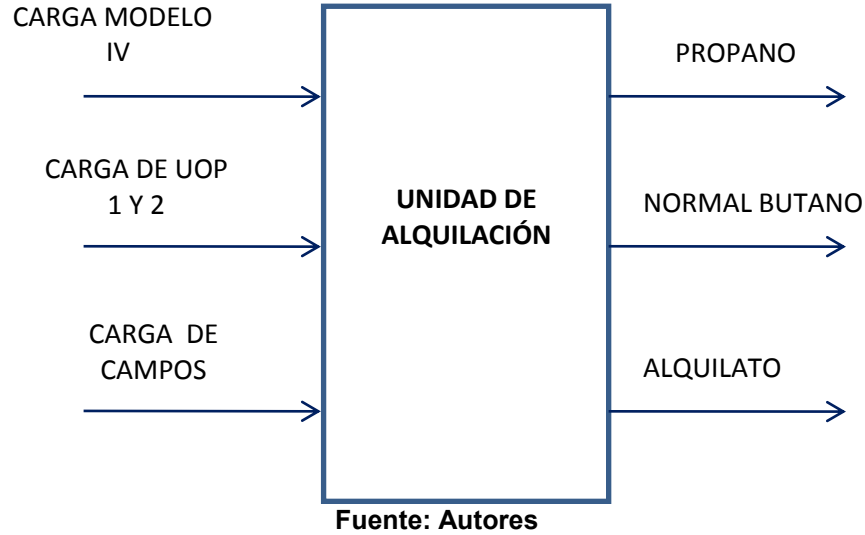 CARGA MODELO
IV
PROPANO
CARGA DE UOP
1 Y 2
UNIDAD DE
ALQUILACIÓN
NORMAL BUTANO
CARGA DE
CAMPOS
ALQUILATO
Fuente: Autores